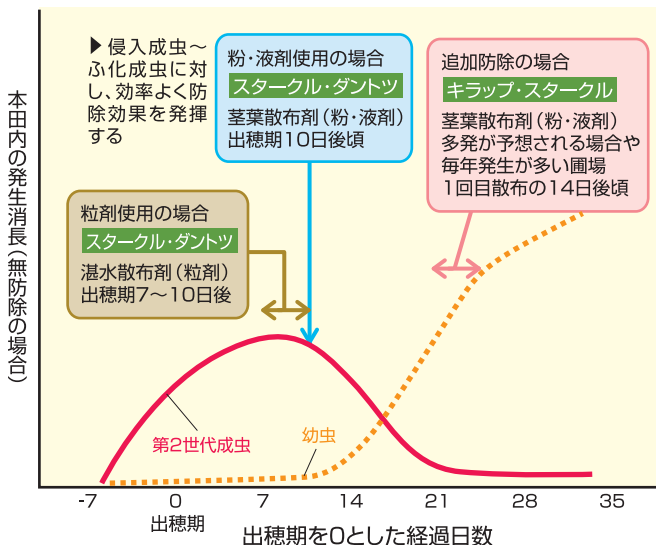 ▶侵入成虫～
ふ化成虫に対
し、効率よく防
除効果を発揮
する
粉・液剤使用の場合
スタークル・ダントツ
茎葉散布剤（粉・液剤）
出穂期10日後頃
追加防除の場合
キラップ・スタークル
茎葉散布剤（粉・液剤）
多発が予想される場合や
毎年発生が多い圃場
1回目散布の14日後頃
粒剤使用の場合
スタークル・ダントツ
湛水散布剤（粒剤）
出穂期7～10日後
本田内の発生消長（無防除の場合）
第2世代成虫
幼虫
-7 0 7 14 21 28 35
出穂期
出穂期を0とした経過日数